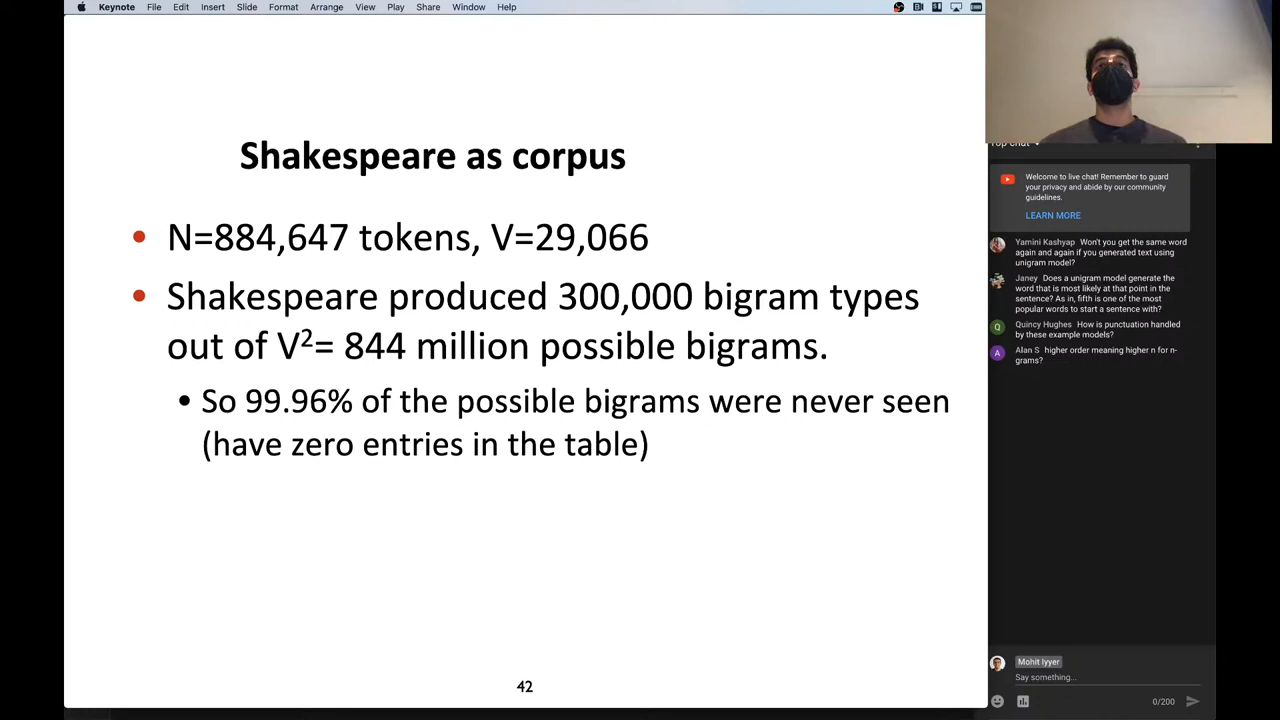 Keynote File Edit Insert Slide Format Arrange View Play Share Window Help
Shakespeare as corpus
• N=884,647 tokens, V=29,066
• Shakespeare produced 300,000 bigram types
out of V²= 844 million possible bigrams.
• So 99.96% of the possible bigrams were never seen
(have zero entries in the table)
42
Top chat
Welcome to live chat! Remember to guard
your privacy and abide by our community
guidelines.
LEARN MORE
Yamini Kashyap Won't you get the same word
again and again if you generated text using
unigram model?
Janey Does a unigram model generate the
word that is most likely at that point in the
sentence? As in, fifth is one of the most
popular words to start a sentence with?
Quincy Hughes How is punctuation handled
by these example models?
Alan S higher order meaning higher n for n-
grams?
Mohit Iyyer
Say something...
0/200